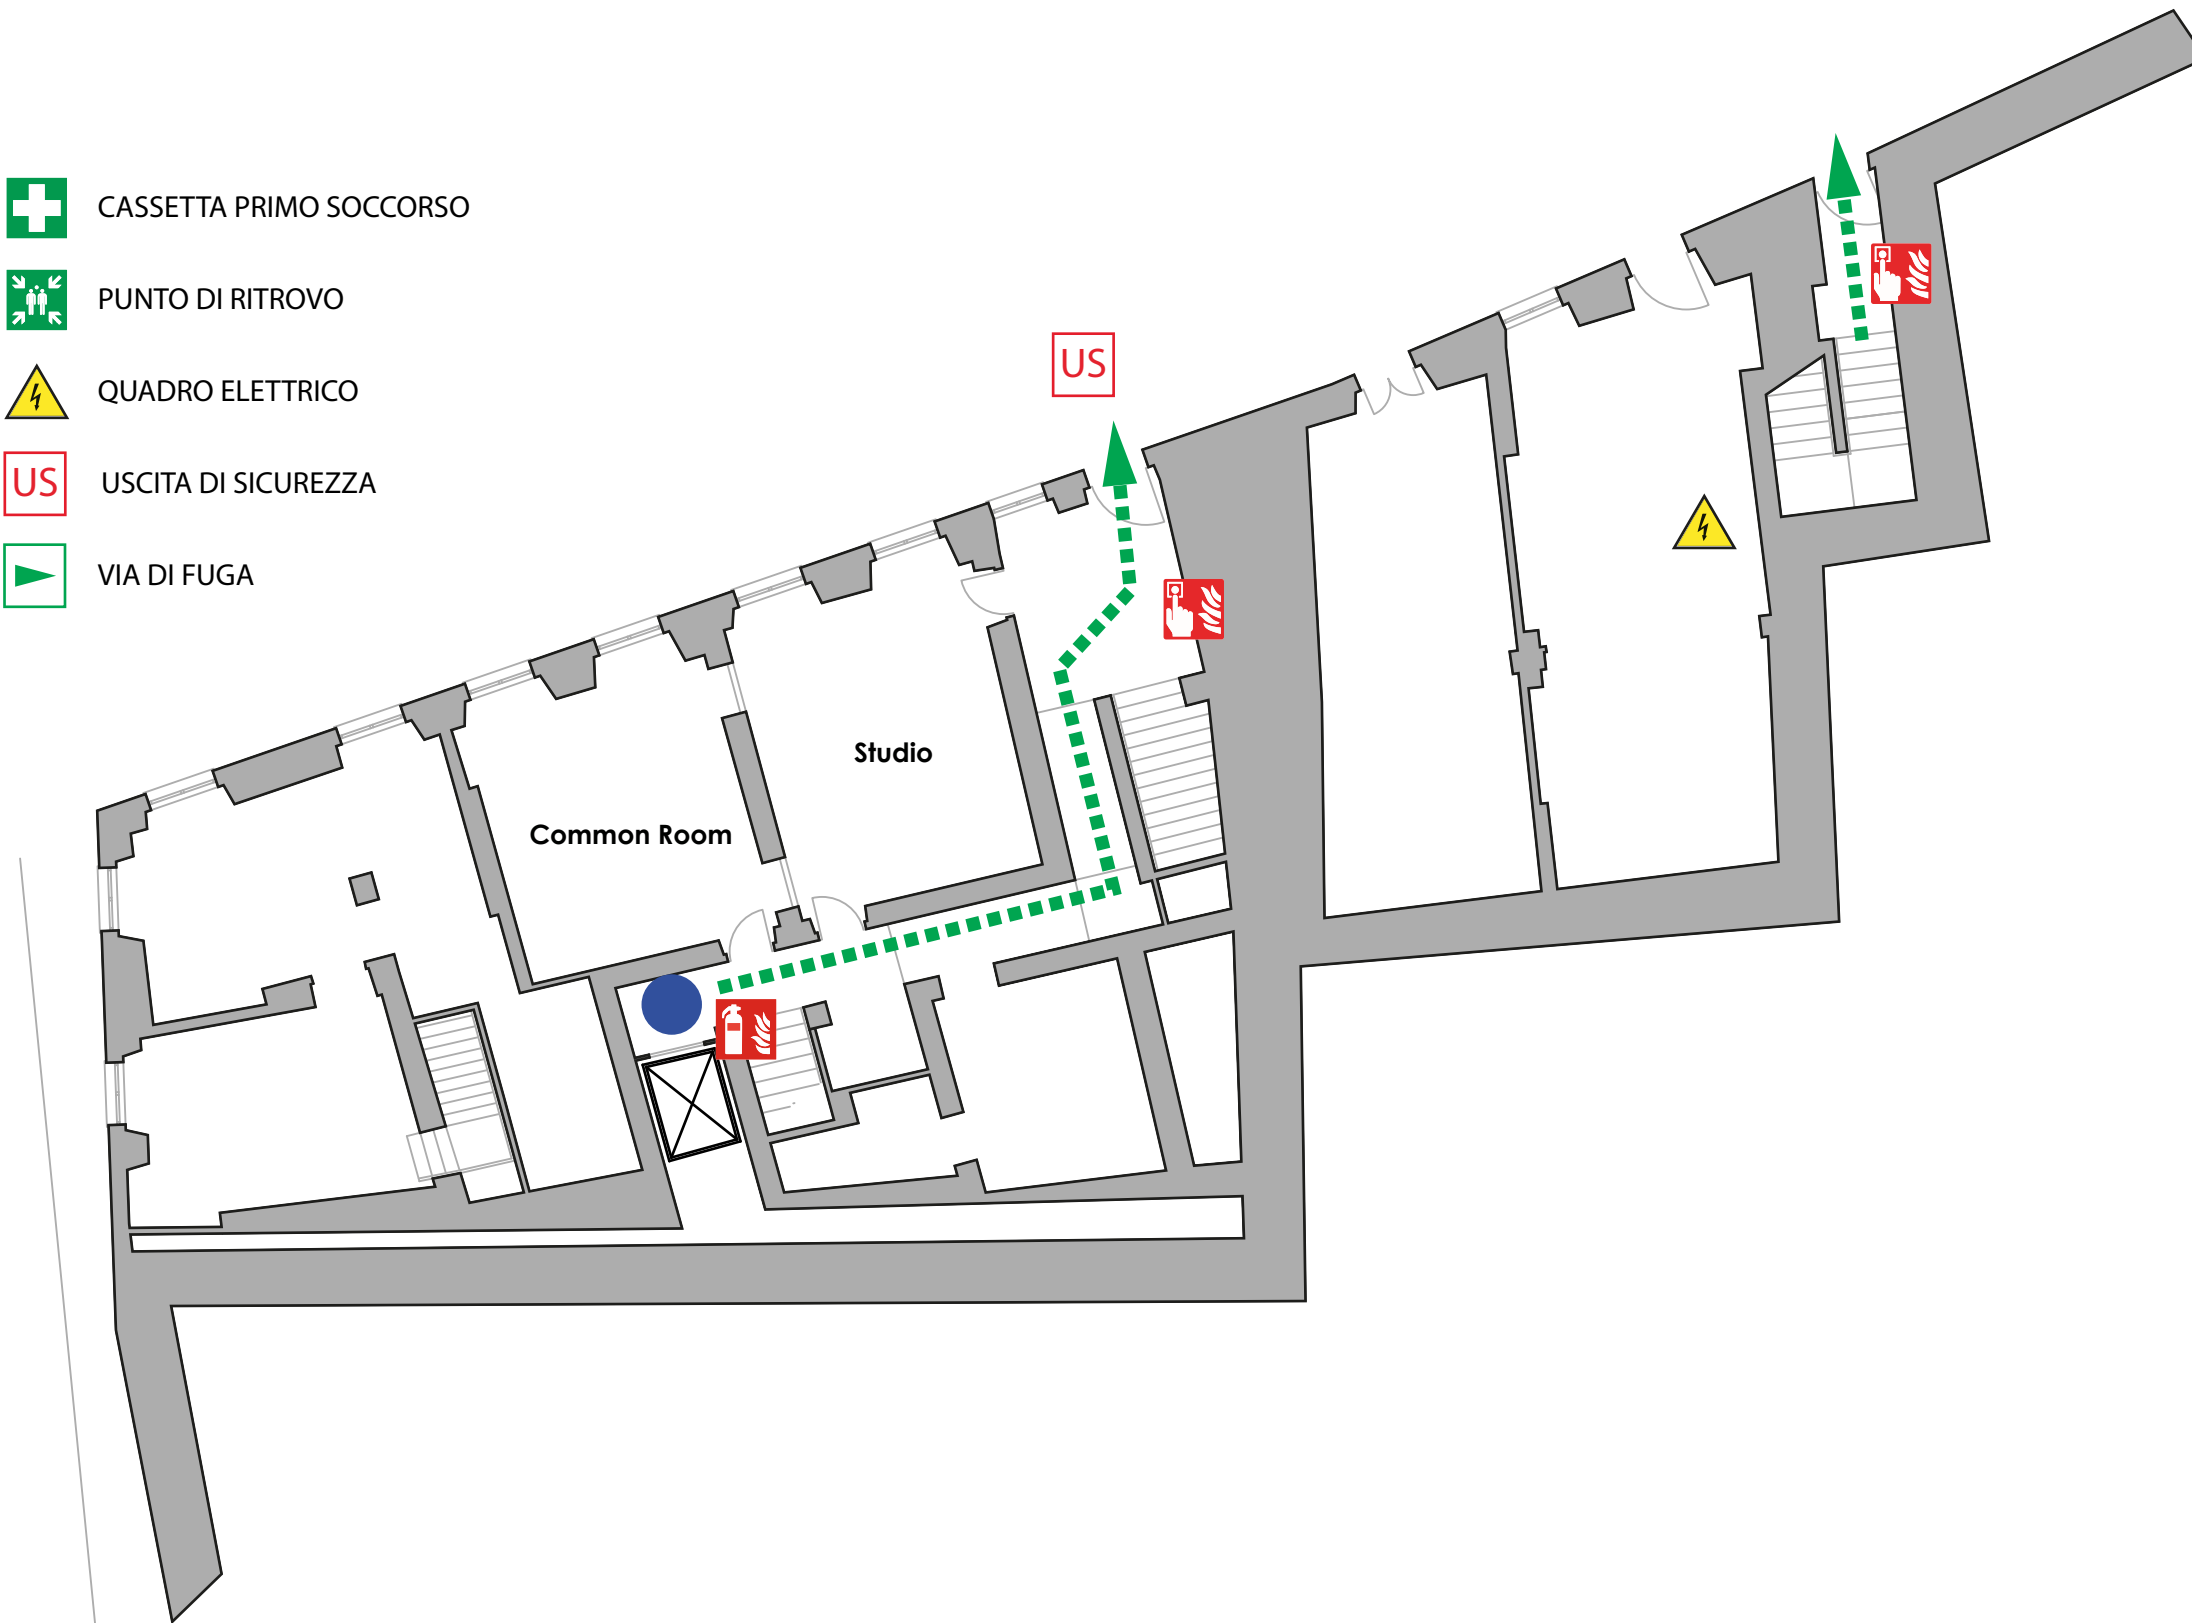 CASSETTA PRIMO SOCCORSO
PUNTO DI RITROVO
QUADRO ELETTRICO
US USCITA DI SICUREZZA
VIA DI FUGA
US
Studio
Common Room